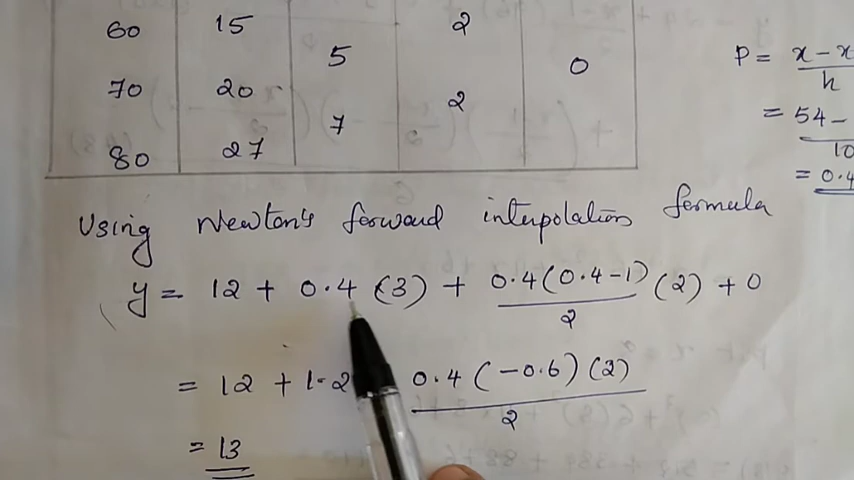 60 15 2
5 0
70 20 2
7
80 27
P = x - x
h
= 54 -
10
= 0.4
Using Newton's forward interpolation formula
y = 12 + 0.4 (3) + 0.4(0.4-1) (2) + 0
2
= 12 + 1.2 0.4 (-0.6) (2)
2
= 13